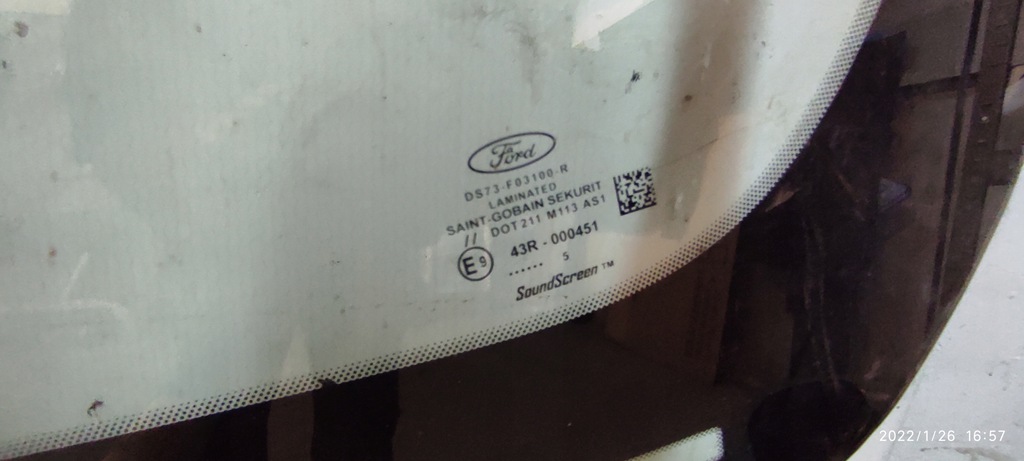 Ford
DS73-F03100-R
LAMINATED
SAINT-GOBAIN SEKURIT
II DOT211 M113 AS1
E9 43R - 000451
...... 5
SoundScreen™
2022/1/26 16:57